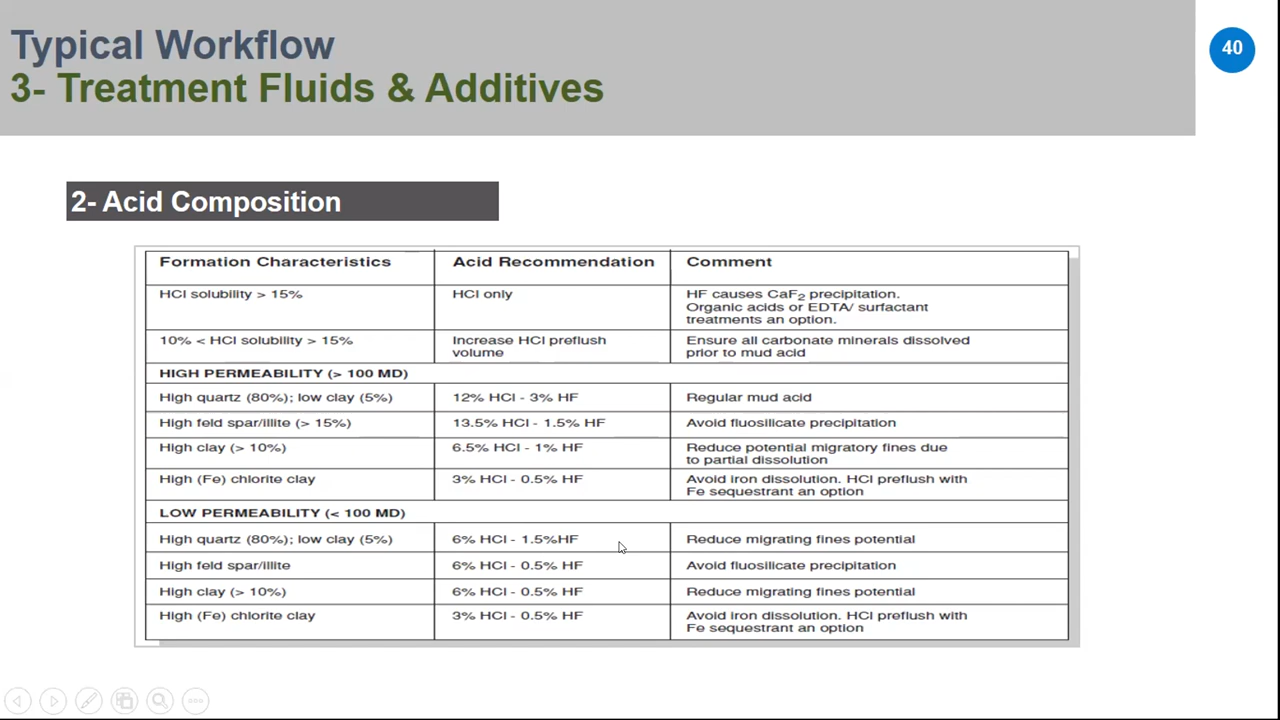 Typical Workflow
3- Treatment Fluids & Additives
40
2- Acid Composition
Formation Characteristics Acid Recommendation Comment
HCl solubility > 15% HCl only HF causes CaF2 precipitation.
Organic acids or EDTA/ surfactant
treatments an option.
10% < HCl solubility > 15% Increase HCl preflush Ensure all carbonate minerals dissolved
volume prior to mud acid
HIGH PERMEABILITY (> 100 MD)
High quartz (80%); low clay (5%) 12% HCl - 3% HF Regular mud acid
High feld spar/illite (> 15%) 13.5% HCl - 1.5% HF Avoid fluosilicate precipitation
High clay (> 10%) 6.5% HCl - 1% HF Reduce potential migratory fines due
to partial dissolution
High (Fe) chlorite clay 3% HCl - 0.5% HF Avoid iron dissolution. HCl preflush with
Fe sequestrant an option
LOW PERMEABILITY (< 100 MD)
High quartz (80%); low clay (5%) 6% HCl - 1.5%HF Reduce migrating fines potential
High feld spar/illite 6% HCl - 0.5% HF Avoid fluosilicate precipitation
High clay (> 10%) 6% HCl - 0.5% HF Reduce migrating fines potential
High (Fe) chlorite clay 3% HCl - 0.5% HF Avoid iron dissolution. HCl preflush with
Fe sequestrant an option